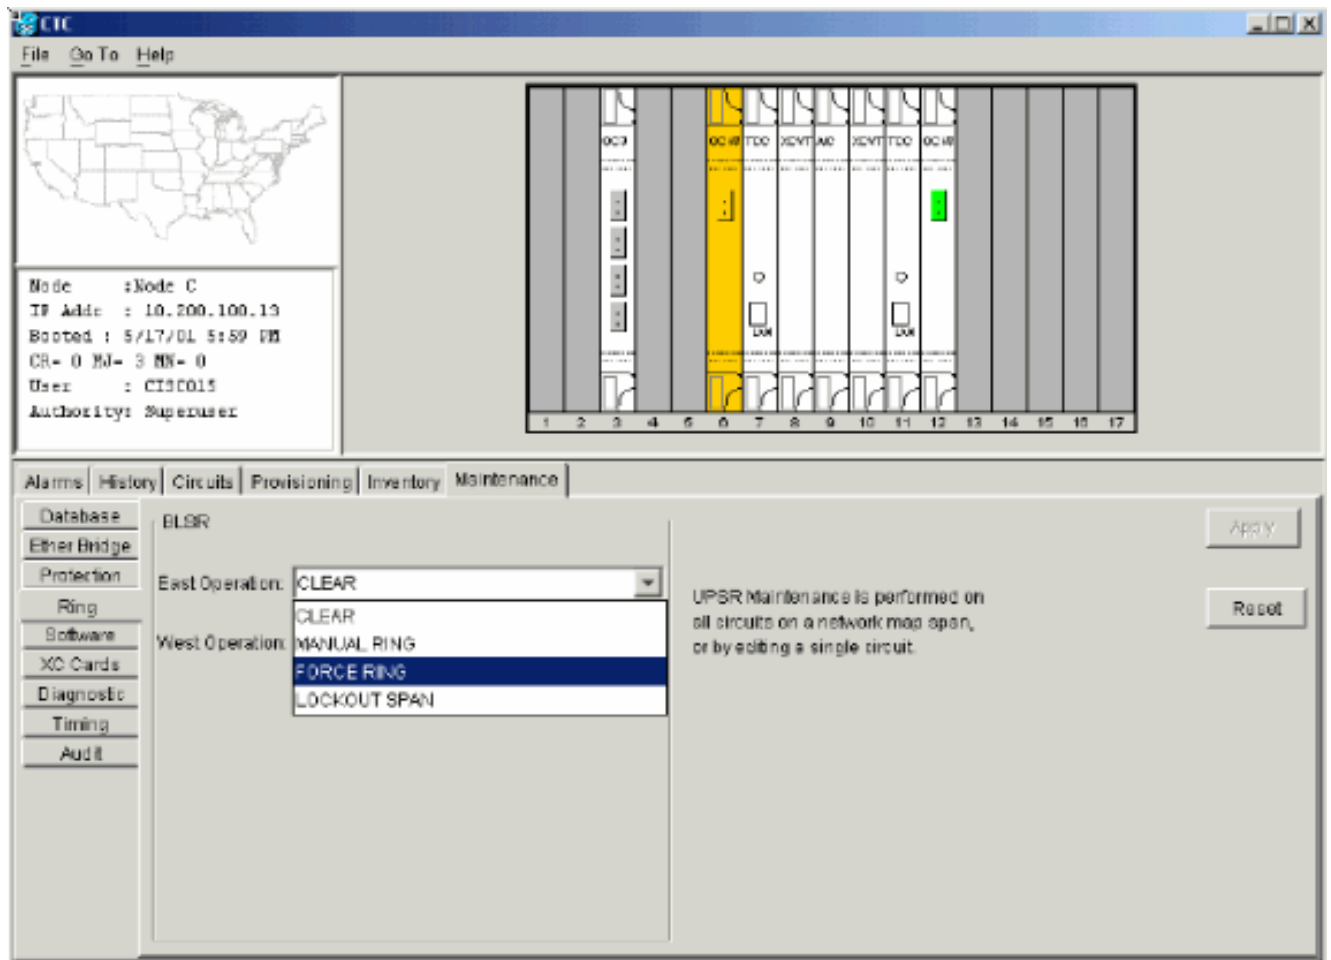 CTC
File Go To Help
OC3 OC48 TCC XCVT AIC XCVT TCC OC48
LAN LAN
1 2 3 4 5 6 7 8 9 10 11 12 13 14 15 16 17
Node :Node C
IP Addr : 10.200.100.13
Booted : 5/17/01 5:59 PM
CR- 0 MJ- 3 MN- 0
User : CISCO15
Authority: Superuser
Alarms History Circuits Provisioning Inventory Maintenance
Database
Ether Bridge
Protection
Ring
Software
XC Cards
Diagnostic
Timing
Audit
BLSR
East Operation: CLEAR
CLEAR
West Operation: MANUAL RING
FORCE RING
LOCKOUT SPAN
UPSR Maintenance is performed on
all circuits on a network map span,
or by editing a single circuit.
Apply
Reset